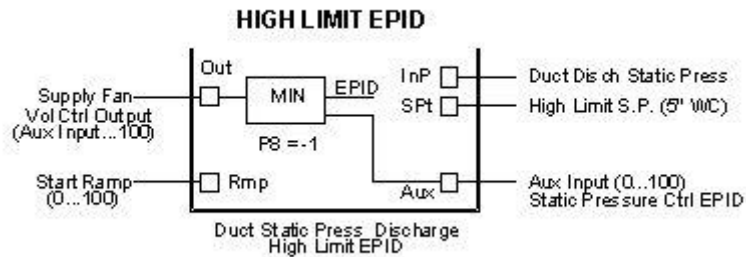 HIGH LIMIT EPID
Out
InP
Duct Disch Static Press
MIN
EPID
Supply Fan
Vol Ctrl Output
(Aux Input...100)
SPt
High Limit S.P. (5" WC)
P8 = -1
Start Ramp
(0...100)
Rmp
Aux
Aux Input (0...100)
Static Pressure Ctrl EPID
Duct Static Press Discharge
High Limit EPID